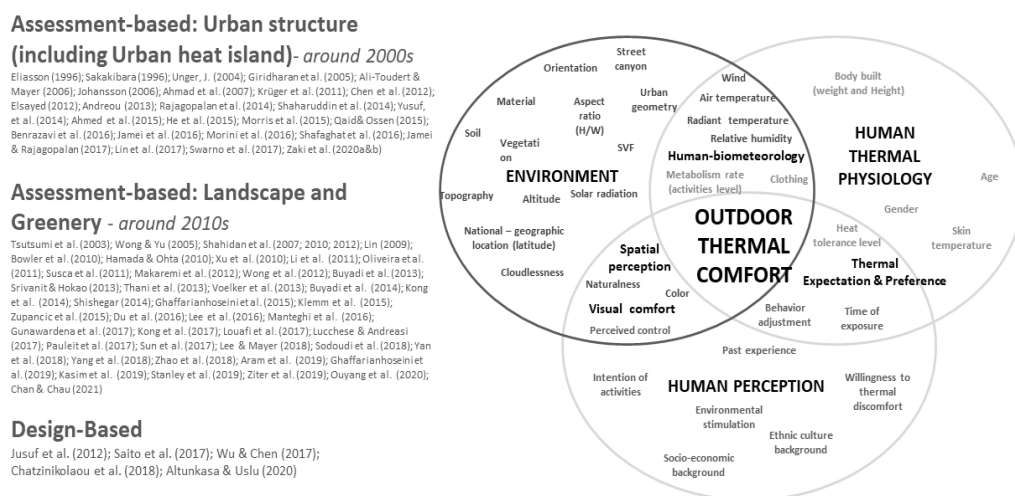 Assessment-based: Urban structure
(including Urban heat island)- around 2000s
Eliasson (1996); Sakakibara (1996); Unger, J. (2004); Giridharan et al. (2005); Ali-Toudert &
Mayer (2006); Johansson (2006); Ahmad et al. (2007); Krüger et al. (2011); Chen et al. (2012);
Elsayed (2012); Andreou (2013); Rajagopalan et al. (2014); Shaharuddin et al. (2014); Yusuf,
et al. (2014); Ahmed et al. (2015); He et al. (2015); Morris et al. (2015); Qaid& Ossen (2015);
Benrazavi et al. (2016); Jamei et al. (2016); Morini et al. (2016); Shafaghat et al. (2016); Jamei
& Rajagopalan (2017); Lin et al. (2017); Swarno et al. (2017); Zaki et al. (2020a&b)
Assessment-based: Landscape and
Greenery - around 2010s
Tsutsumi et al. (2003); Wong & Yu (2005); Shahidan (2007; 2010; 2012); Lin (2009);
Bowler et al. (2010); Hamada & Ohta (2010); Xu et al. (2010); Li et al. (2011); Oliveira et al.
(2011); Susca et al. (2011); Makaremi et al. (2012); Wong et al. (2012); Buyadi et al. (2013);
Srivanit & Hokao (2013); Thani et al. (2013); Voelker et al. (2013); Buyadi et al. (2014); Kong
et al. (2014); Shishegar (2014); Ghaffarianhoseini et al. (2015); Klemm et al. (2015);
Zupancic et al. (2015); Du et al. (2016); Lee et al. (2016); Manteghi et al. (2016);
Gunawardena et al. (2017); Kong et al. (2017); Louafi et al. (2017); Lucchese & Andreasi
(2017); Pauleit et al. (2017); Sun et al. (2017); Lee & Mayer (2018); Sodoudi et al. (2018); Yan
et al. (2018); Yang et al. (2018); Zhao et al. (2018); Aram et al. (2019); Ghaffarianhoseini et
al. (2019); Kasim et al. (2019); Stanley et al. (2019); Ziter et al. (2019); Ouyang et al. (2020);
Chan & Chau (2021)
Design-Based
Jusuf et al. (2012); Saito et al. (2017); Wu & Chen (2017);
Chatzinikolaou et al. (2018); Altunkasa & Uslu (2020)
Street
canyon
Orientation
Wind
Body built
(weight and Height)
Material
Aspect
ratio
(H/W)
Urban
geometry
Air temperature
Radiant temperature
Soil
Vegetati
on
SVF
Relative humidity
Human-biometeorology
HUMAN
THERMAL
PHYSIOLOGY
ENVIRONMENT
Metabolism rate
(activities level)
Clothing
Age
Topography
Altitude
Solar radiation
OUTDOOR
THERMAL
COMFORT
Gender
National – geographic
location (latitude)
Spatial
perception
Heat
tolerance level
Skin
temperature
Cloudlessness
Naturalness
Color
Thermal
Expectation & Preference
Visual comfort
Behavior
adjustment
Time of
exposure
Perceived control
Past experience
Intention of
activities
HUMAN PERCEPTION
Willingness to
thermal
discomfort
Environmental
stimulation
Ethnic culture
background
Socio-economic
background